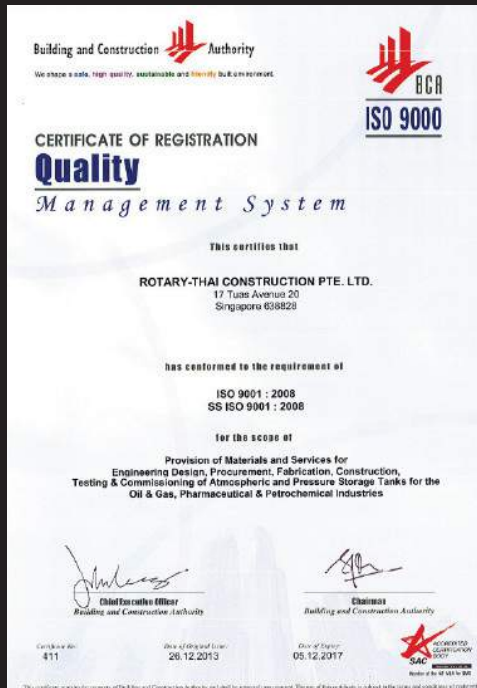 Building and Construction Authority
We shape a safe, high quality, sustainable and friendly built environment.
BCA
ISO 9000
CERTIFICATE OF REGISTRATION
Quality
Management System
This certifies that
ROTARY-THAI CONSTRUCTION PTE. LTD.
17 Tuas Avenue 20
Singapore 638828
has conformed to the requirement of
ISO 9001 : 2008
SS ISO 9001 : 2008
for the scope of
Provision of Materials and Services for
Engineering Design, Procurement, Fabrication, Construction,
Testing & Commissioning of Atmospheric and Pressure Storage Tanks for the
Oil & Gas, Pharmaceutical & Petrochemical Industries
Chief Executive Officer
Building and Construction Authority
Chairman
Building and Construction Authority
Certificate No:
411
Date of Original Issue:
26.12.2013
Date of Expiry:
05.12.2017
SAC
ACCREDITED
CERTIFICATION
BODY